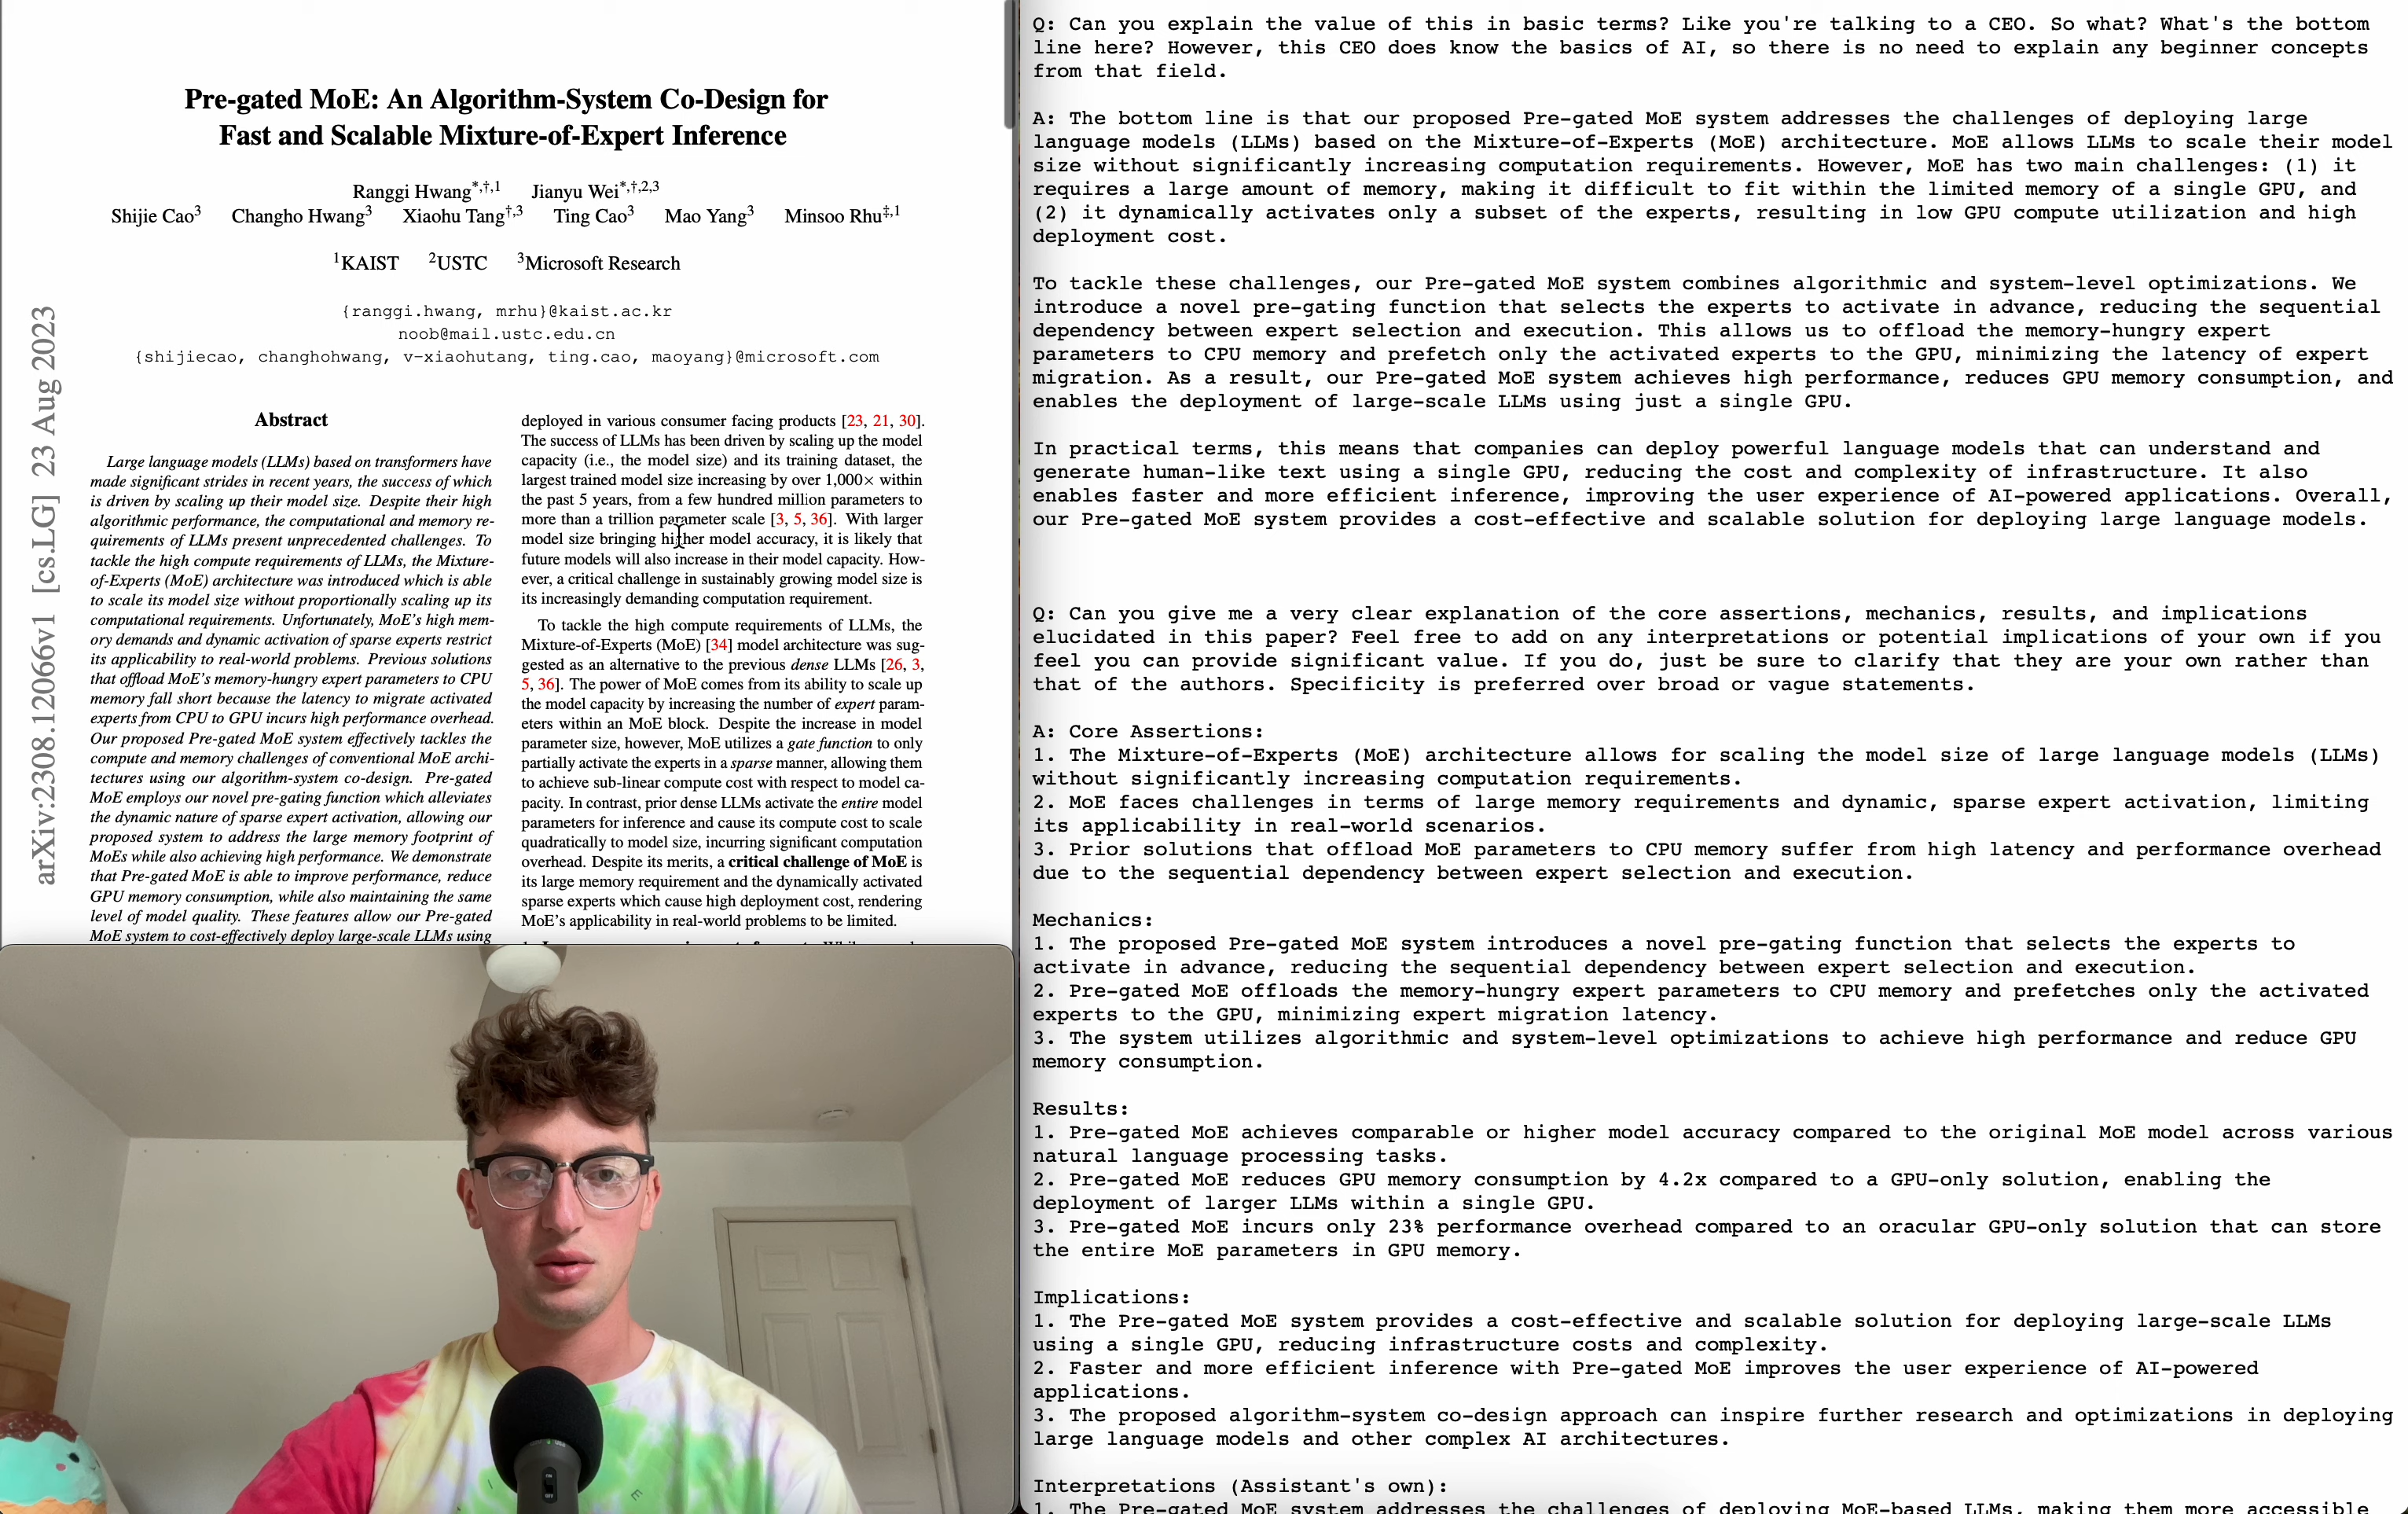 Pre-gated MoE: An Algorithm-System Co-Design for
Fast and Scalable Mixture-of-Expert Inference
Ranggi Hwang*,†,1 Jianyu Wei*,†,2,3
Shijie Cao3 Changho Hwang3 Xiaohu Tang†,3 Ting Cao3 Mao Yang3 Minsoo Rhu‡,1
1KAIST 2USTC 3Microsoft Research
{ranggi.hwang, mrhu}@kaist.ac.kr
noob@mail.ustc.edu.cn
{shijiecao, changhohwang, v-xiaohutang, ting.cao, maoyang}@microsoft.com
arXiv:2308.12066v1 [cs.LG] 23 Aug 2023
Abstract
Large language models (LLMs) based on transformers have
made significant strides in recent years, the success of which
is driven by scaling up their model size. Despite their high
algorithmic performance, the computational and memory re-
quirements of LLMs present unprecedented challenges. To
tackle the high compute requirements of LLMs, the Mixture-
of-Experts (MoE) architecture was introduced which is able
to scale its model size without proportionally scaling up its
computational requirements. Unfortunately, MoE's high mem-
ory demands and dynamic activation of sparse experts restrict
its applicability to real-world problems. Previous solutions
that offload MoE's memory-hungry expert parameters to CPU
memory fall short because the latency to migrate activated
experts from CPU to GPU incurs high performance overhead.
Our proposed Pre-gated MoE system effectively tackles the
compute and memory challenges of conventional MoE archi-
tectures using our algorithm-system co-design. Pre-gated
MoE employs our novel pre-gating function which alleviates
the dynamic nature of sparse expert activation, allowing our
proposed system to address the large memory footprint of
MoEs while also achieving high performance. We demonstrate
that Pre-gated MoE is able to improve performance, reduce
GPU memory consumption, while also maintaining the same
level of model quality. These features allow our Pre-gated
MoE system to cost-effectively deploy large-scale LLMs using
deployed in various consumer facing products [23, 21, 30].
The success of LLMs has been driven by scaling up the model
capacity (i.e., the model size) and its training dataset, the
largest trained model size increasing by over 1,000× within
the past 5 years, from a few hundred million parameters to
more than a trillion parameter scale [3, 5, 36]. With larger
model size bringing higher model accuracy, it is likely that
future models will also increase in their model capacity. How-
ever, a critical challenge in sustainably growing model size is
its increasingly demanding computation requirement.
To tackle the high compute requirements of LLMs, the
Mixture-of-Experts (MoE) [34] model architecture was sug-
gested as an alternative to the previous dense LLMs [26, 3,
5, 36]. The power of MoE comes from its ability to scale up
the model capacity by increasing the number of expert param-
eters within an MoE block. Despite the increase in model
parameter size, however, MoE utilizes a gate function to only
partially activate the experts in a sparse manner, allowing them
to achieve sub-linear compute cost with respect to model ca-
pacity. In contrast, prior dense LLMs activate the entire model
parameters for inference and cause its compute cost to scale
quadratically to model size, incurring significant computation
overhead. Despite its merits, a critical challenge of MoE is
its large memory requirement and the dynamically activated
sparse experts which cause high deployment cost, rendering
MoE's applicability in real-world problems to be limited.
Q: Can you explain the value of this in basic terms? Like you're talking to a CEO. So what? What's the bottom
line here? However, this CEO does know the basics of AI, so there is no need to explain any beginner concepts
from that field.
A: The bottom line is that our proposed Pre-gated MoE system addresses the challenges of deploying large
language models (LLMs) based on the Mixture-of-Experts (MoE) architecture. MoE allows LLMs to scale their model
size without significantly increasing computation requirements. However, MoE has two main challenges: (1) it
requires a large amount of memory, making it difficult to fit within the limited memory of a single GPU, and
(2) it dynamically activates only a subset of the experts, resulting in low GPU compute utilization and high
deployment cost.
To tackle these challenges, our Pre-gated MoE system combines algorithmic and system-level optimizations. We
introduce a novel pre-gating function that selects the experts to activate in advance, reducing the sequential
dependency between expert selection and execution. This allows us to offload the memory-hungry expert
parameters to CPU memory and prefetch only the activated experts to the GPU, minimizing the latency of expert
migration. As a result, our Pre-gated MoE system achieves high performance, reduces GPU memory consumption, and
enables the deployment of large-scale LLMs using just a single GPU.
In practical terms, this means that companies can deploy powerful language models that can understand and
generate human-like text using a single GPU, reducing the cost and complexity of infrastructure. It also
enables faster and more efficient inference, improving the user experience of AI-powered applications. Overall,
our Pre-gated MoE system provides a cost-effective and scalable solution for deploying large language models.
Q: Can you give me a very clear explanation of the core assertions, mechanics, results, and implications
elucidated in this paper? Feel free to add on any interpretations or potential implications of your own if you
feel you can provide significant value. If you do, just be sure to clarify that they are your own rather than
that of the authors. Specificity is preferred over broad or vague statements.
A: Core Assertions:
1. The Mixture-of-Experts (MoE) architecture allows for scaling the model size of large language models (LLMs)
without significantly increasing computation requirements.
2. MoE faces challenges in terms of large memory requirements and dynamic, sparse expert activation, limiting
its applicability in real-world scenarios.
3. Prior solutions that offload MoE parameters to CPU memory suffer from high latency and performance overhead
due to the sequential dependency between expert selection and execution.
Mechanics:
1. The proposed Pre-gated MoE system introduces a novel pre-gating function that selects the experts to
activate in advance, reducing the sequential dependency between expert selection and execution.
2. Pre-gated MoE offloads the memory-hungry expert parameters to CPU memory and prefetches only the activated
experts to the GPU, minimizing expert migration latency.
3. The system utilizes algorithmic and system-level optimizations to achieve high performance and reduce GPU
memory consumption.
Results:
1. Pre-gated MoE achieves comparable or higher model accuracy compared to the original MoE model across various
natural language processing tasks.
2. Pre-gated MoE reduces GPU memory consumption by 4.2x compared to a GPU-only solution, enabling the
deployment of larger LLMs within a single GPU.
3. Pre-gated MoE incurs only 23% performance overhead compared to an oracular GPU-only solution that can store
the entire MoE parameters in GPU memory.
Implications:
1. The Pre-gated MoE system provides a cost-effective and scalable solution for deploying large-scale LLMs
using a single GPU, reducing infrastructure costs and complexity.
2. Faster and more efficient inference with Pre-gated MoE improves the user experience of AI-powered
applications.
3. The proposed algorithm-system co-design approach can inspire further research and optimizations in deploying
large language models and other complex AI architectures.
Interpretations (Assistant's own):
1. The Pre-gated MoE system addresses the challenges of deploying MoE-based LLMs, making them more accessible